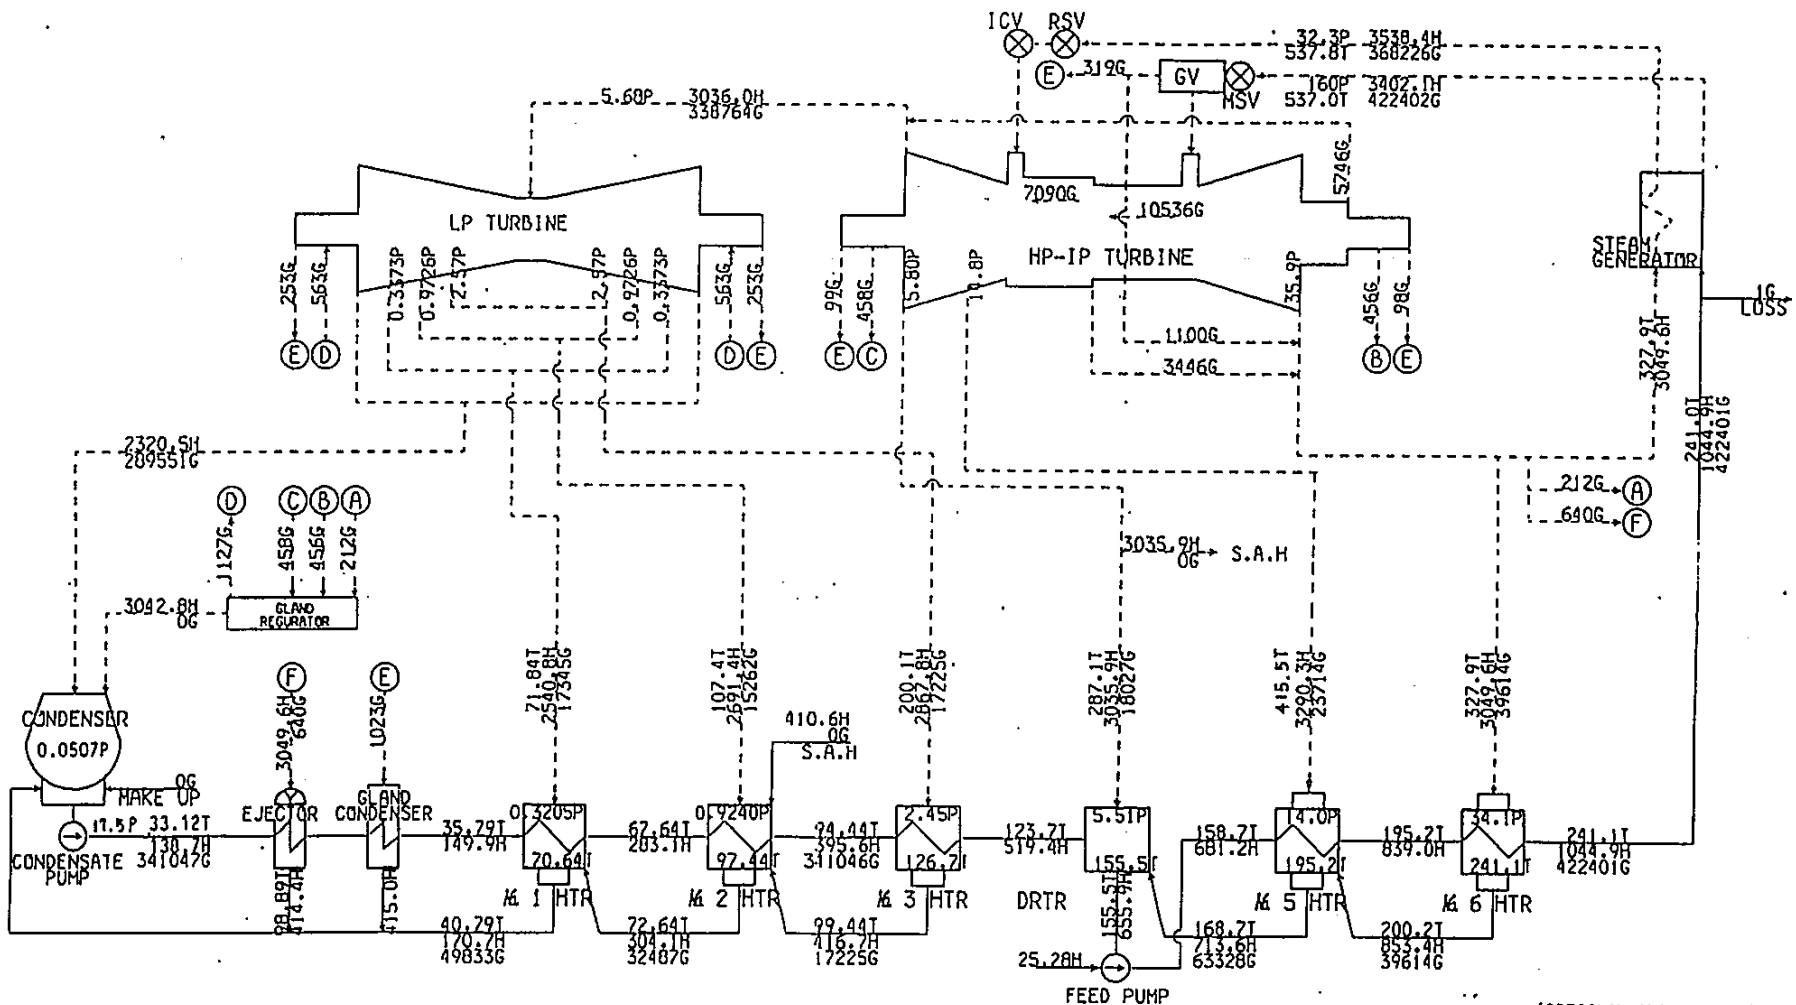 ICV RSV
32.3P 3538.4H
537.8T 388226G
E 319G GV
MSV
160P 3402.1H
537.0T 422402G
5.68P 3036.0H
338764G
5746G
7090G
10536G
LP TURBINE
HP-IP TURBINE
STEAM
GENERATOR
1G
LOSS
0.3373P
0.9726P
2.57P
2.57P
0.9726P
0.3373P
5.80P
35.9P
253G
563G
563G
253G
99G
458G
456G
98G
E D
D E
E C
B E
1100G
3446G
327.9T
3049.6H
241.0T
1044.9H
422401G
2320.5H
289551G
212G A
640G F
D C B A
1127G
458G
456G
212G
3035.9H
0G
S.A.H
3042.8H
0G
GLAND
REGURATOR
F
3049.6H
640G
E
1023G
71.84T
2540.8H
17345G
107.4T
2691.4H
15262G
200.1T
2867.8H
17225G
287.1T
3035.9H
18027G
415.5T
3290.3H
23714G
327.9T
3049.6H
39614G
410.6H
0G
S.A.H
CONDENSER
0.0507P
0G
MAKE UP
EJECTOR
GLAND
CONDENSER
0.3205P
0.9240P
2.45P
5.51P
14.0P
34.1P
17.5P 33.12T
138.7H
341047G
CONDENSATE
PUMP
35.79T
149.9H
67.64T
283.1H
94.44T
395.6H
311046G
123.7T
519.4H
158.7T
681.2H
195.2T
839.0H
241.1T
1044.9H
422401G
70.64T
97.44T
126.7T
155.5T
195.2T
241.1T
№ 1 HTR
№ 2 HTR
№ 3 HTR
DRTR
№ 5 HTR
№ 6 HTR
98.89T
414.4H
415.0H
155.5T
655.9H
40.79T
170.7H
49833G
72.64T
304.1H
32487G
99.44T
416.7H
17225G
168.7T
713.6H
63328G
200.2T
853.4H
39614G
25.28H
FEED PUMP